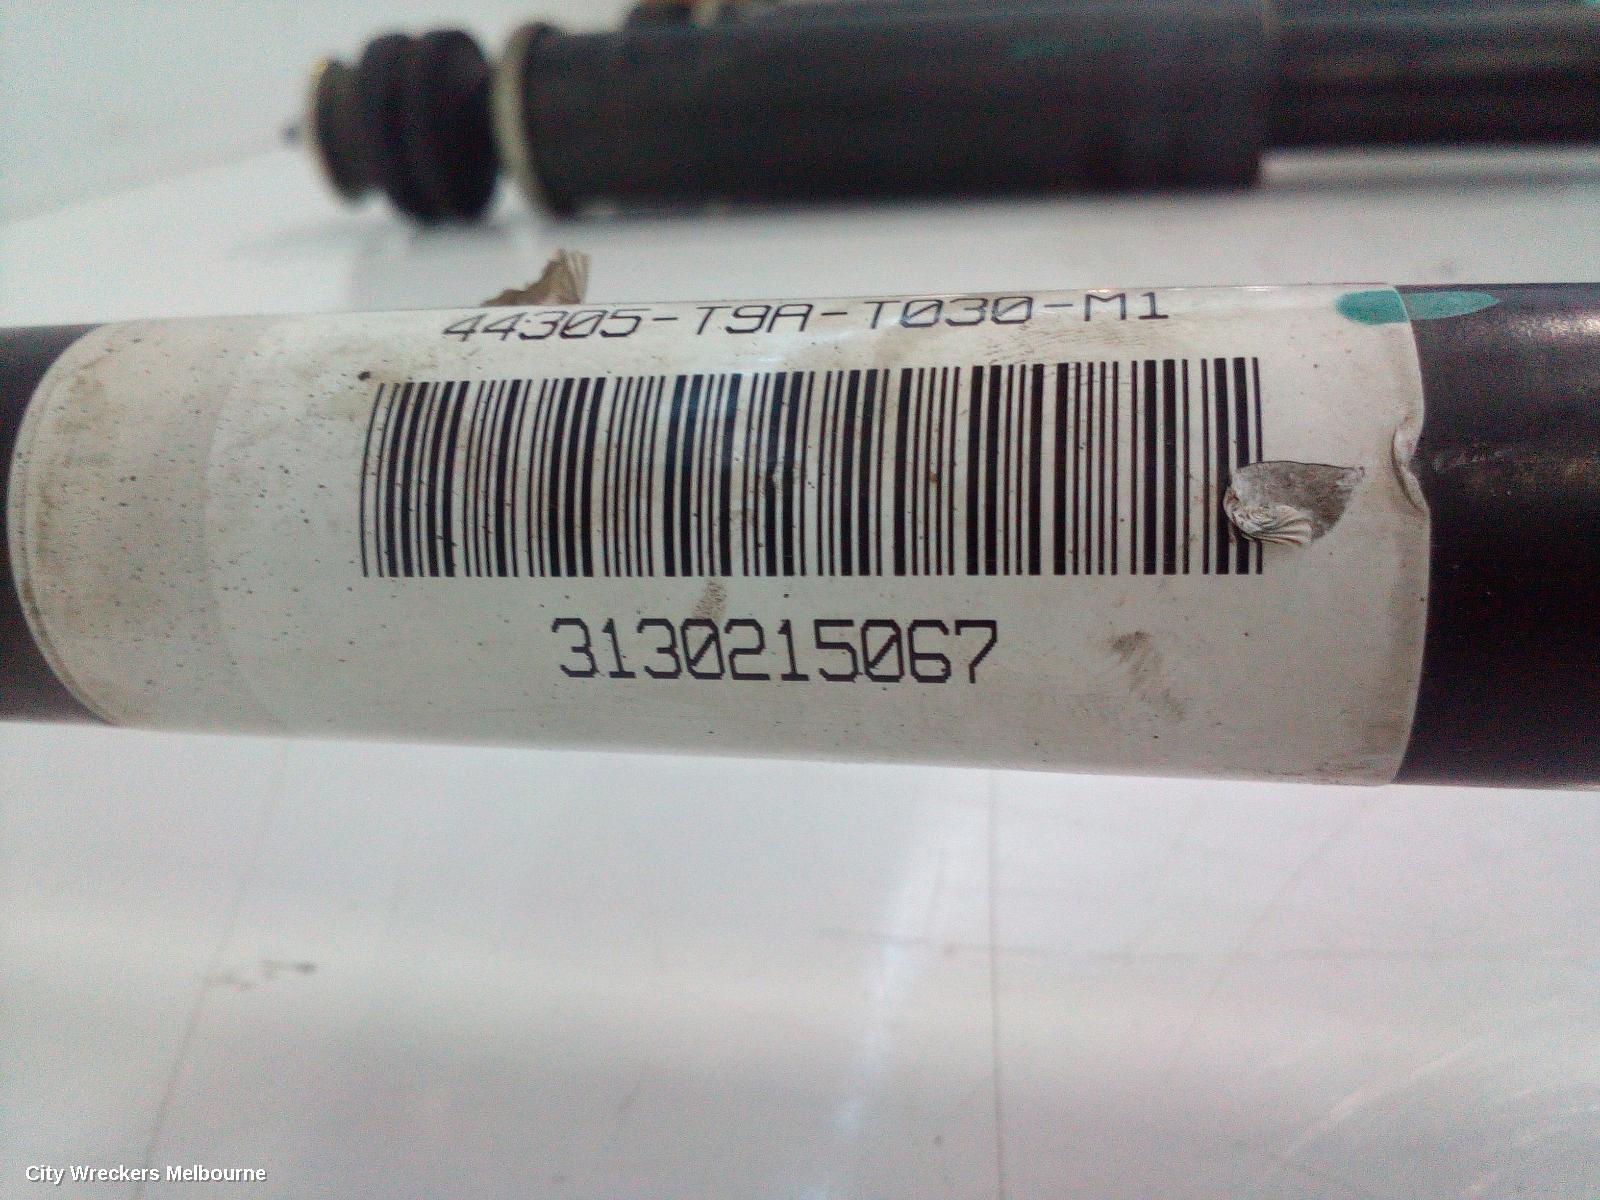 44305-T9A-T030-M1
3130215067
City Wreckers Melbourne